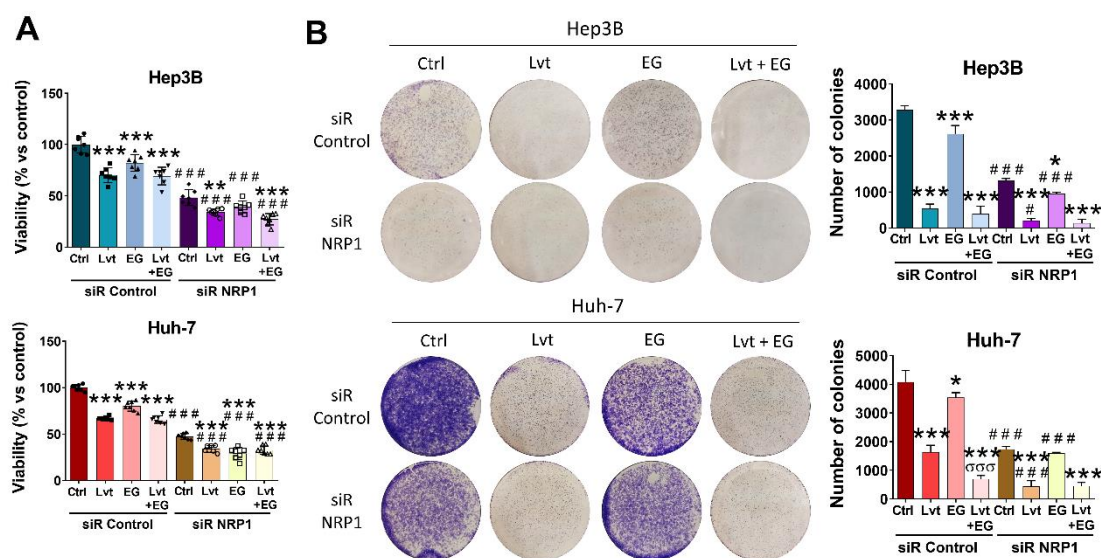 A
Hep3B
Viability (% vs control)
150
100
50
0
***
***
***
###
**
###
###
***
###
Ctrl Lvt EG Lvt +EG Ctrl Lvt EG Lvt +EG
siR Control siR NRP1
Huh-7
Viability (% vs control)
150
100
50
0
***
***
***
###
***
###
***
###
***
###
Ctrl Lvt EG Lvt +EG Ctrl Lvt EG Lvt +EG
siR Control siR NRP1
B
Hep3B
Ctrl Lvt EG Lvt + EG
siR
Control
siR
NRP1
Huh-7
Ctrl Lvt EG Lvt + EG
siR
Control
siR
NRP1
Hep3B
Number of colonies
4000
3000
2000
1000
0
***
***
***
###
***
#
*
###
***
Ctrl Lvt EG Lvt +EG Ctrl Lvt EG Lvt +EG
siR Control siR NRP1
Huh-7
Number of colonies
5000
4000
3000
2000
1000
0
***
*
***
σσσ
###
***
###
###
***
Ctrl Lvt EG Lvt +EG Ctrl Lvt EG Lvt +EG
siR Control siR NRP1